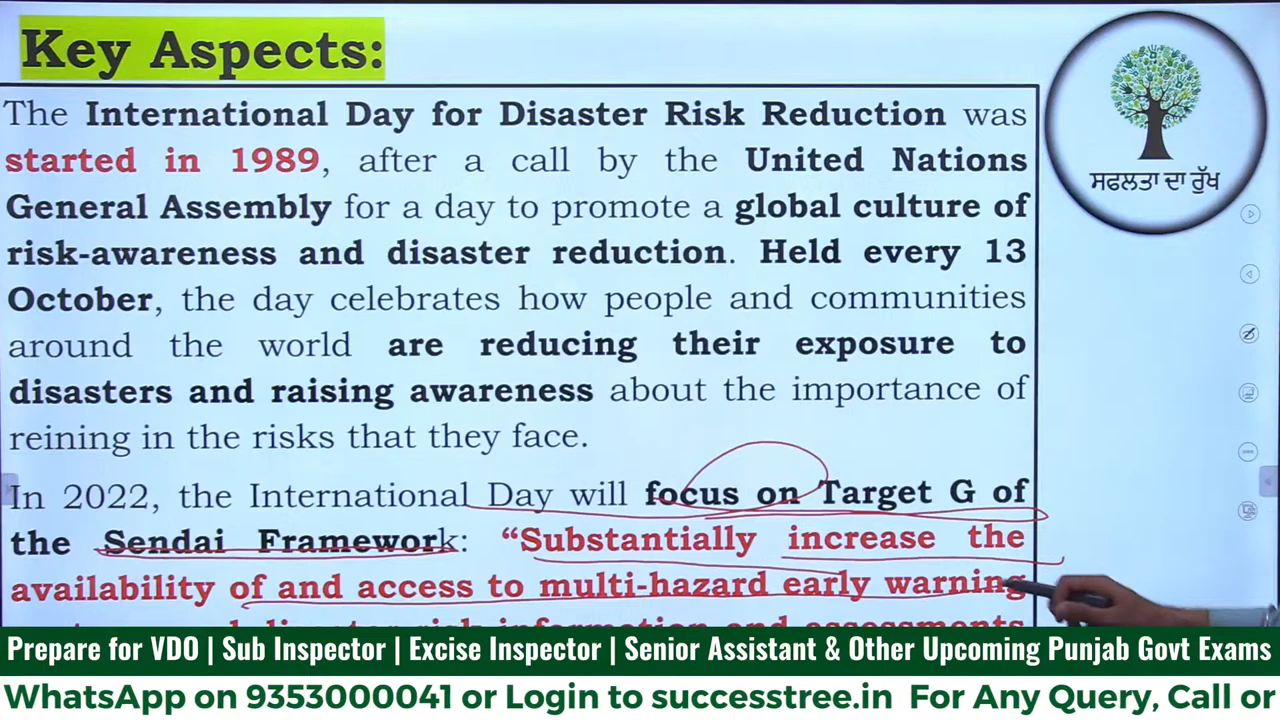 Key Aspects:
The International Day for Disaster Risk Reduction was
started in 1989, after a call by the United Nations
General Assembly for a day to promote a global culture of
risk-awareness and disaster reduction. Held every 13
October, the day celebrates how people and communities
around the world are reducing their exposure to
disasters and raising awareness about the importance of
reining in the risks that they face.
In 2022, the International Day will focus on Target G of
the Sendai Framework: “Substantially increase the
availability of and access to multi-hazard early warning
disaster risk information and assessments
ਸਫਲਤਾ ਦਾ ਰੁੱਖ
Prepare for VDO | Sub Inspector | Excise Inspector | Senior Assistant & Other Upcoming Punjab Govt Exams
WhatsApp on 9353000041 or Login to successtree.in For Any Query, Call or